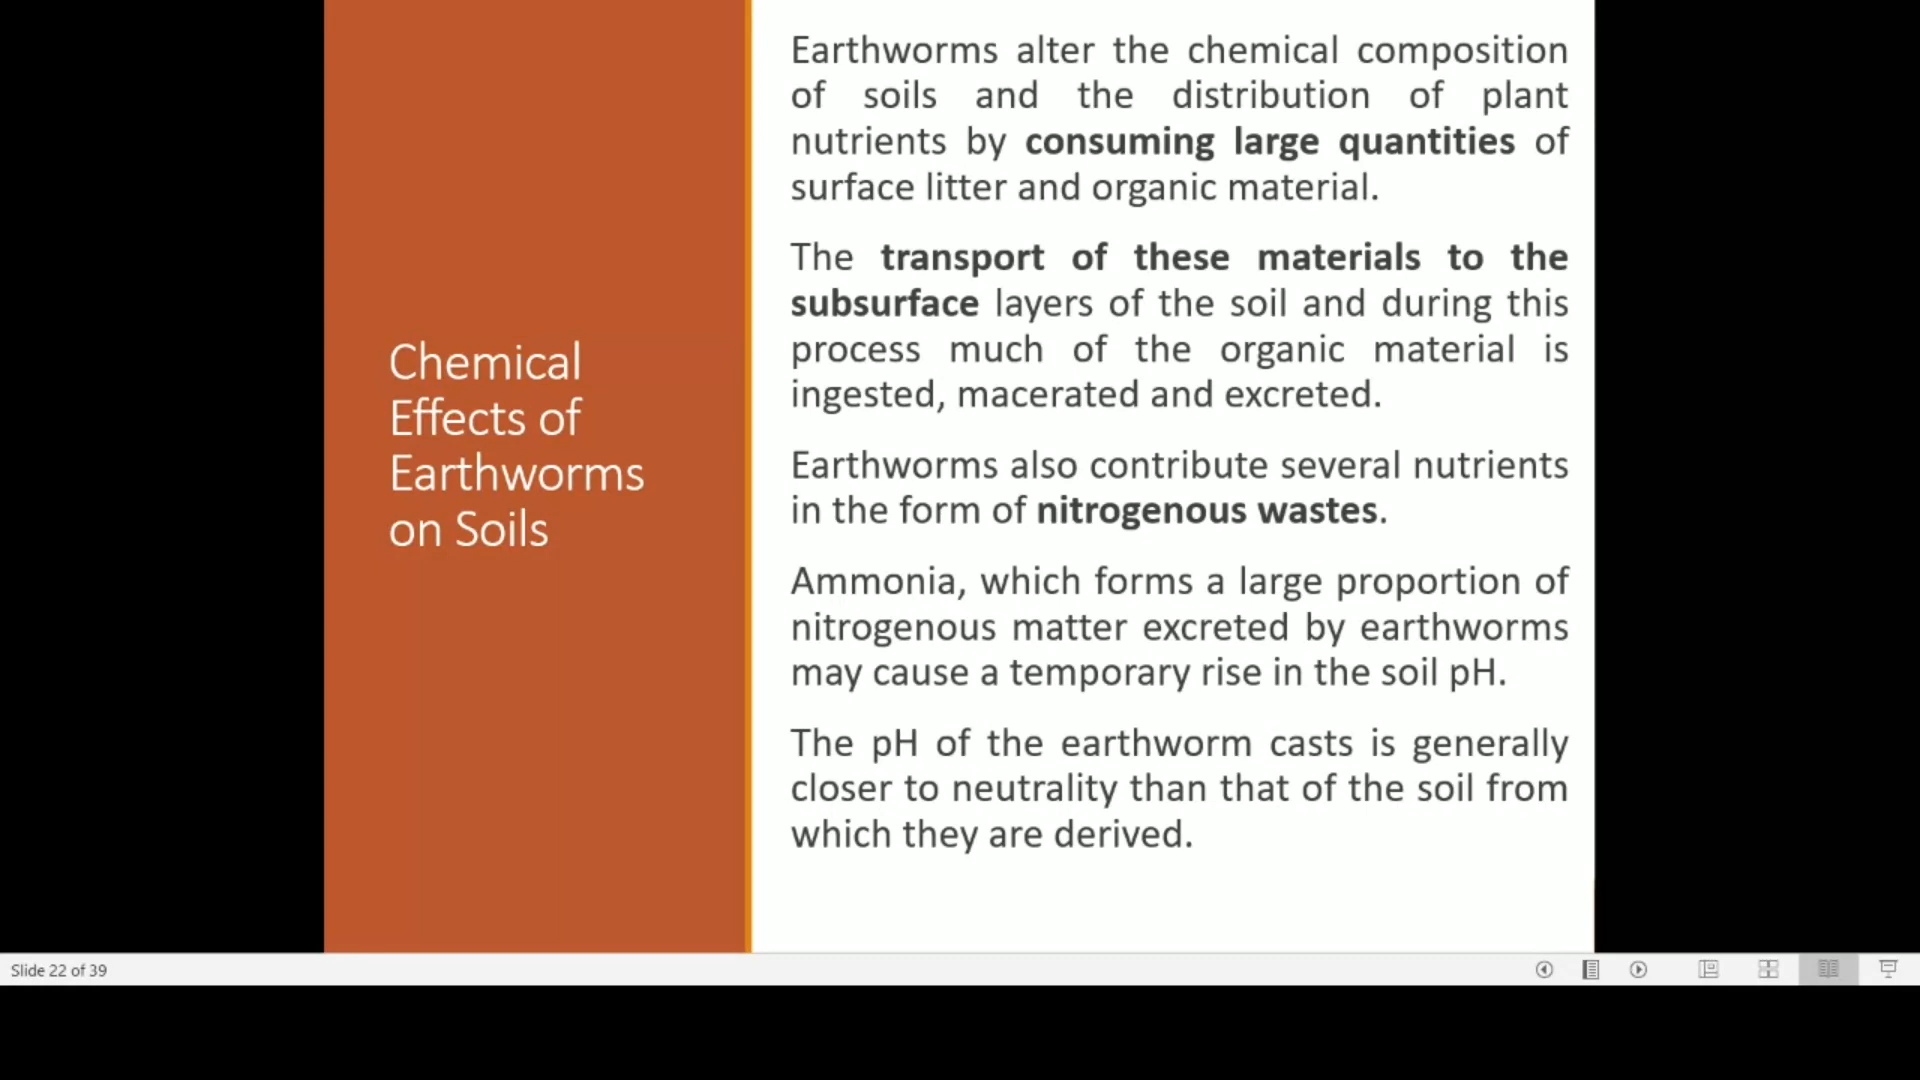 Chemical
Effects of
Earthworms
on Soils
Earthworms alter the chemical composition
of soils and the distribution of plant
nutrients by consuming large quantities of
surface litter and organic material.
The transport of these materials to the
subsurface layers of the soil and during this
process much of the organic material is
ingested, macerated and excreted.
Earthworms also contribute several nutrients
in the form of nitrogenous wastes.
Ammonia, which forms a large proportion of
nitrogenous matter excreted by earthworms
may cause a temporary rise in the soil pH.
The pH of the earthworm casts is generally
closer to neutrality than that of the soil from
which they are derived.
Slide 22 of 39